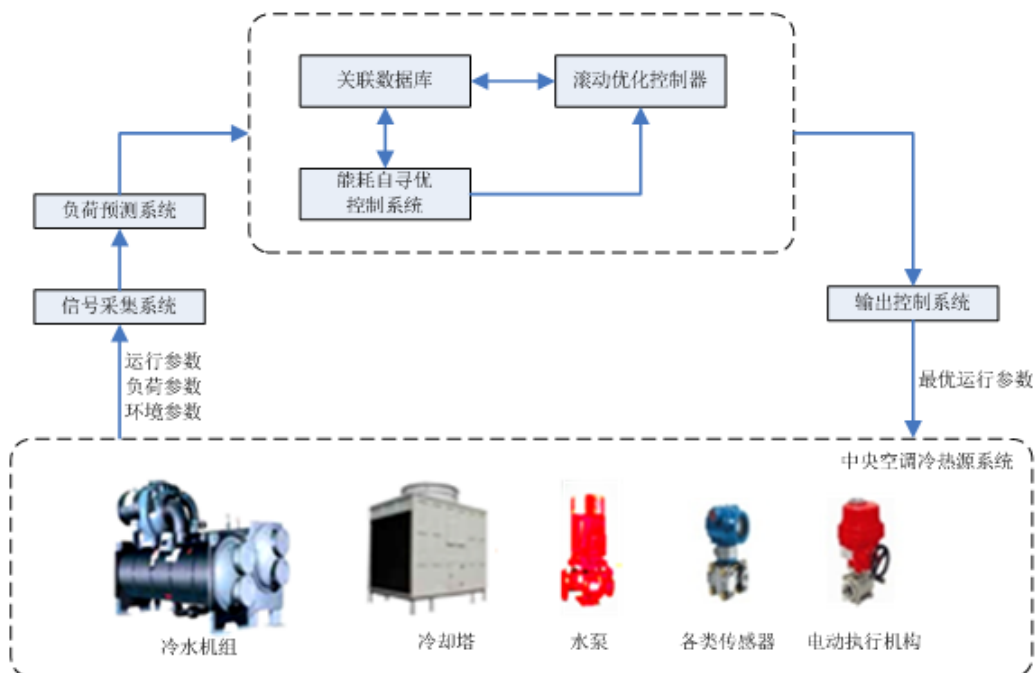 关联数据库
滚动优化控制器
能耗自寻优
控制系统
负荷预测系统
信号采集系统
输出控制系统
运行参数
负荷参数
环境参数
最优运行参数
中央空调冷热源系统
冷水机组
冷却塔
水泵
各类传感器
电动执行机构